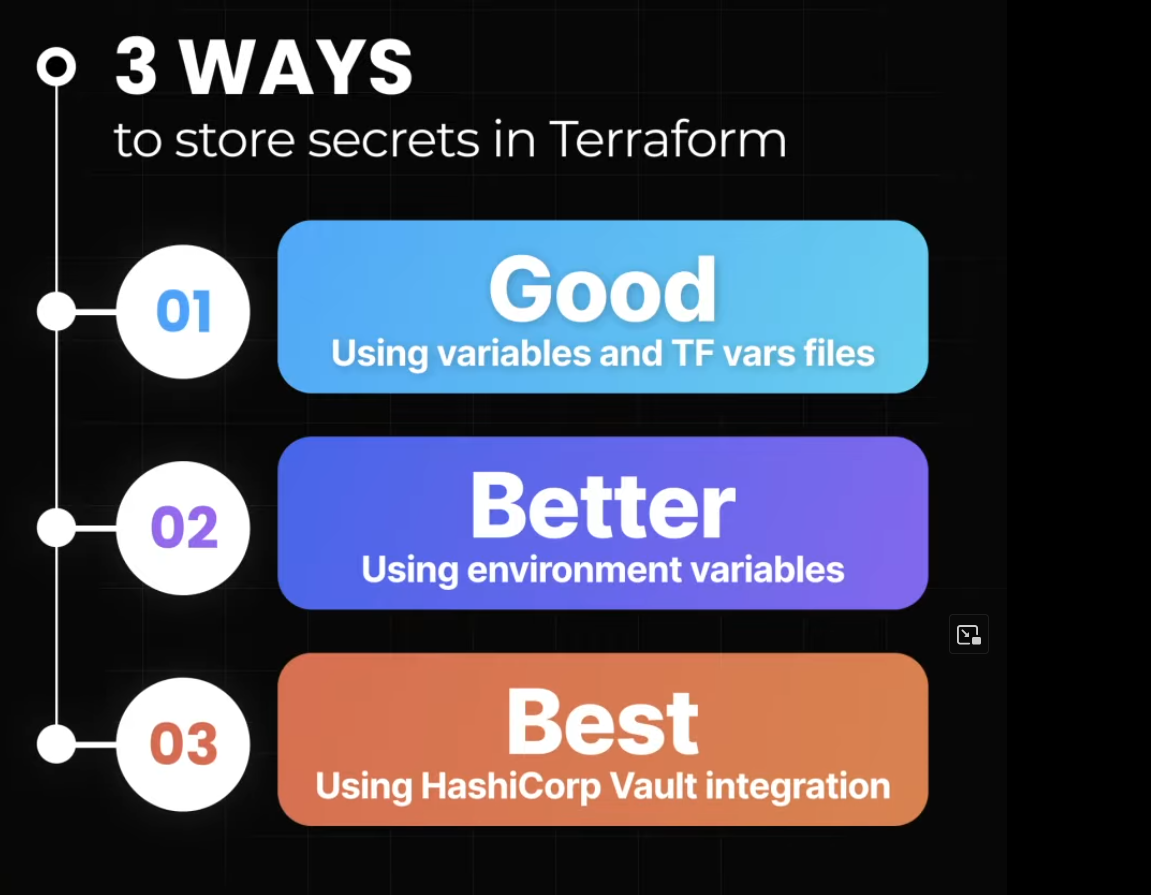 3 WAYS
to store secrets in Terraform
01
Good
Using variables and TF vars files
02
Better
Using environment variables
03
Best
Using HashiCorp Vault integration